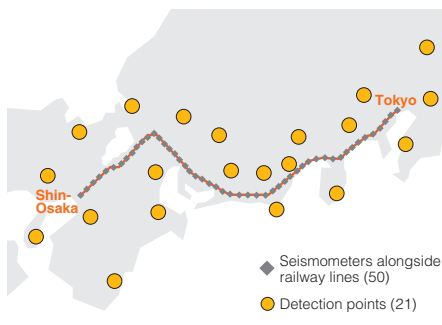 Tokyo
Shin-
Osaka
Seismometers alongside
railway lines (50)
Detection points (21)